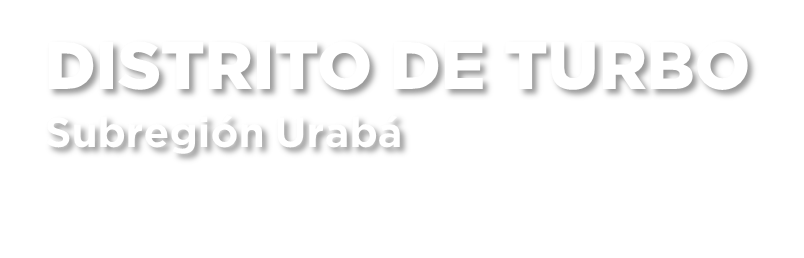 DISTRITO DE TURBO
Subregión Urabá